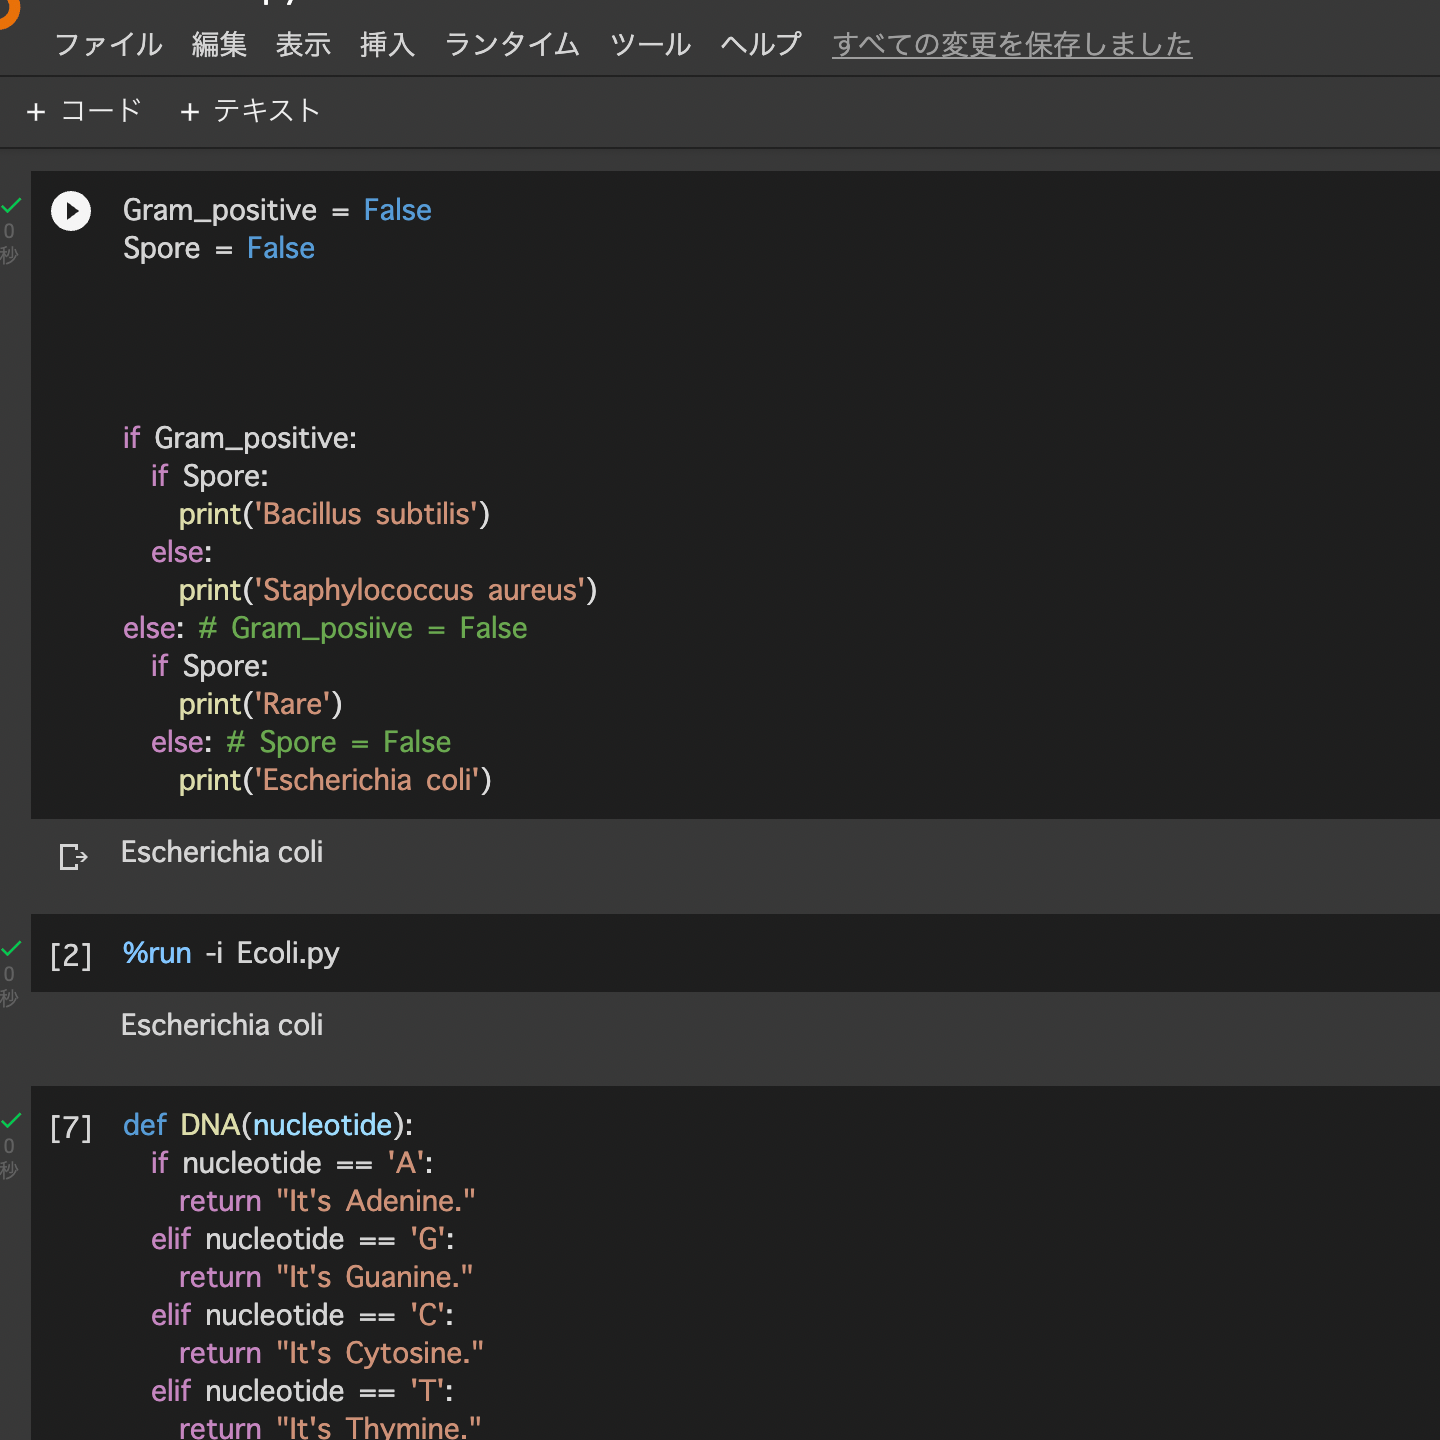 ファイル 編集 表示 挿入 ランタイム ツール ヘルプ すべての変更を保存しました
+ コード + テキスト
0
秒
Gram_positive = False
Spore = False
if Gram_positive:
if Spore:
print('Bacillus subtilis')
else:
print('Staphylococcus aureus')
else: # Gram_posiive = False
if Spore:
print('Rare')
else: # Spore = False
print('Escherichia coli')
Escherichia coli
0
秒
[2] %run -i Ecoli.py
Escherichia coli
0
秒
[7] def DNA(nucleotide):
if nucleotide == 'A':
return "It's Adenine."
elif nucleotide == 'G':
return "It's Guanine."
elif nucleotide == 'C':
return "It's Cytosine."
elif nucleotide == 'T':
return "It's Thymine."